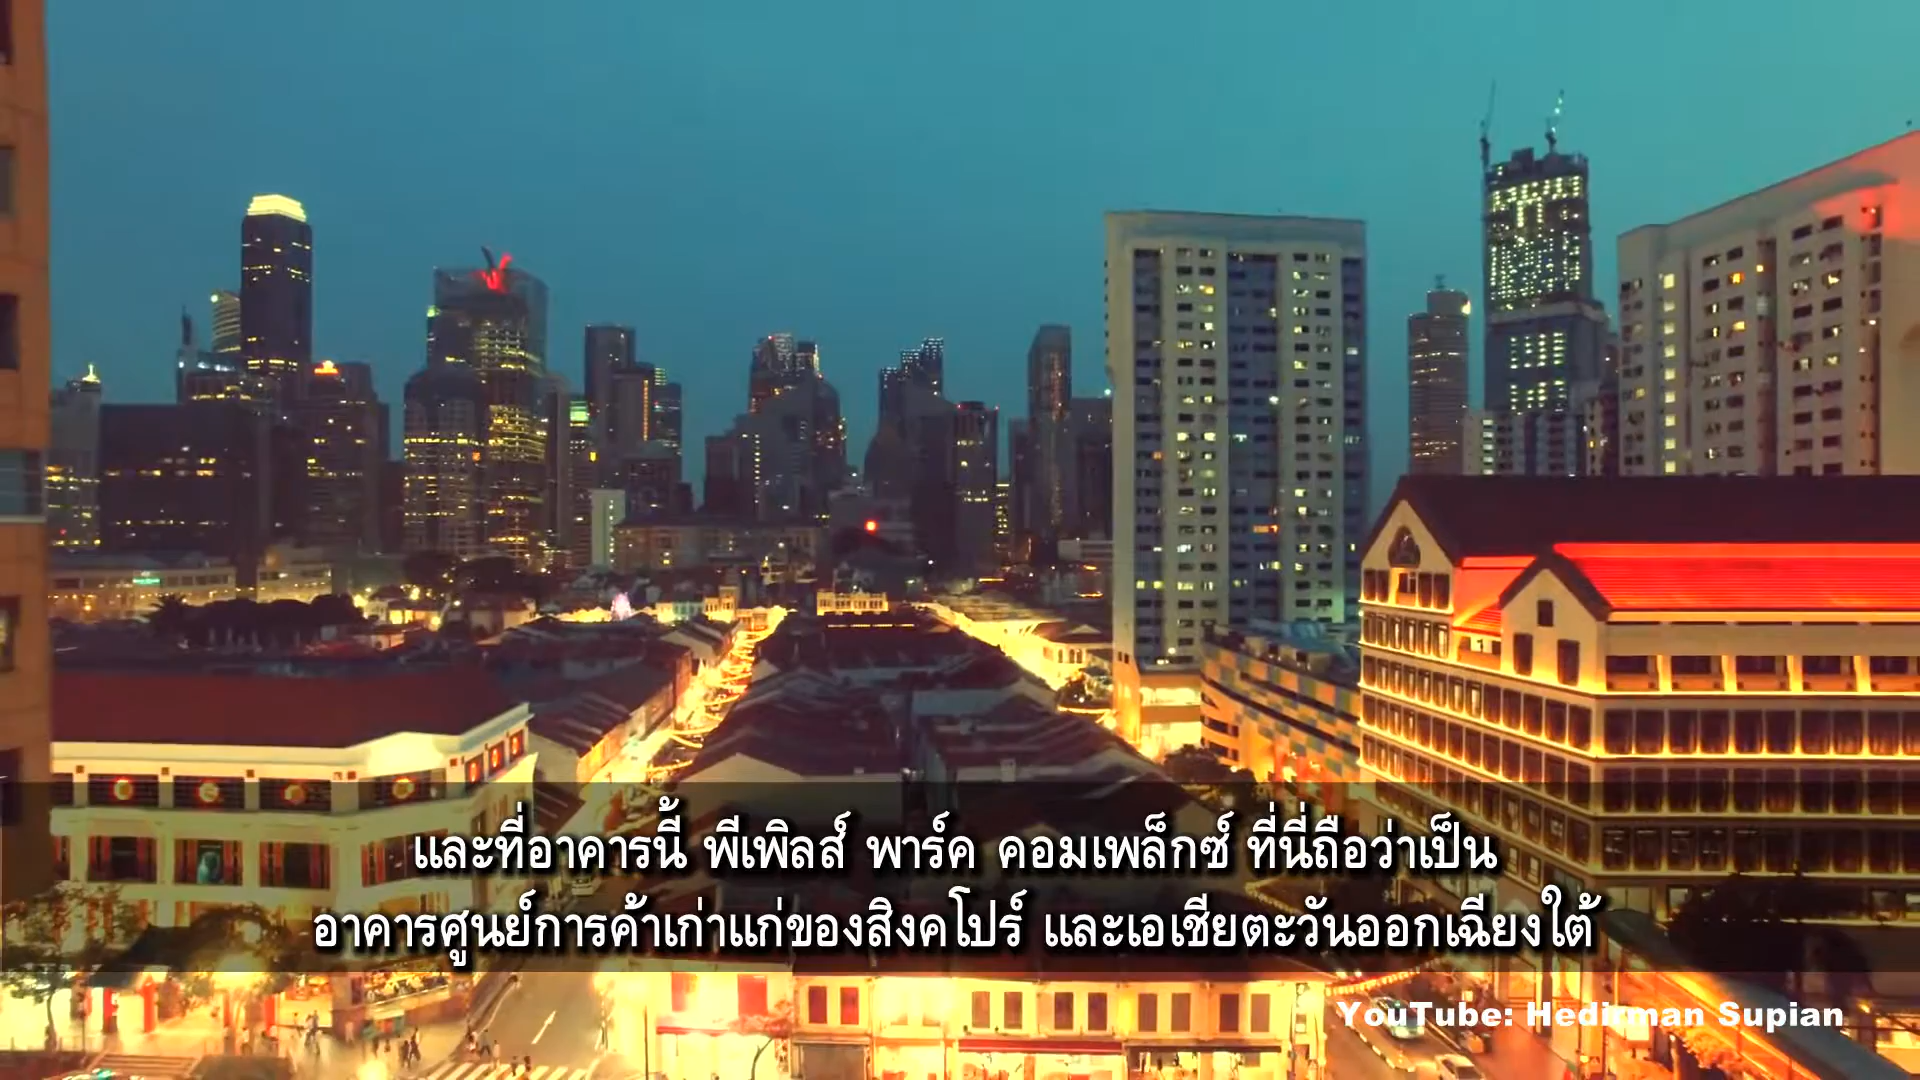 และที่อาคารนี้ พีเพิลส์ พาร์ค คอมเพล็กซ์ ที่นี่ถือว่าเป็น
อาคารศูนย์การค้าเก่าแก่ของสิงคโปร์ และเอเชียตะวันออกเฉียงใต้
YouTube: Hedirman Supian